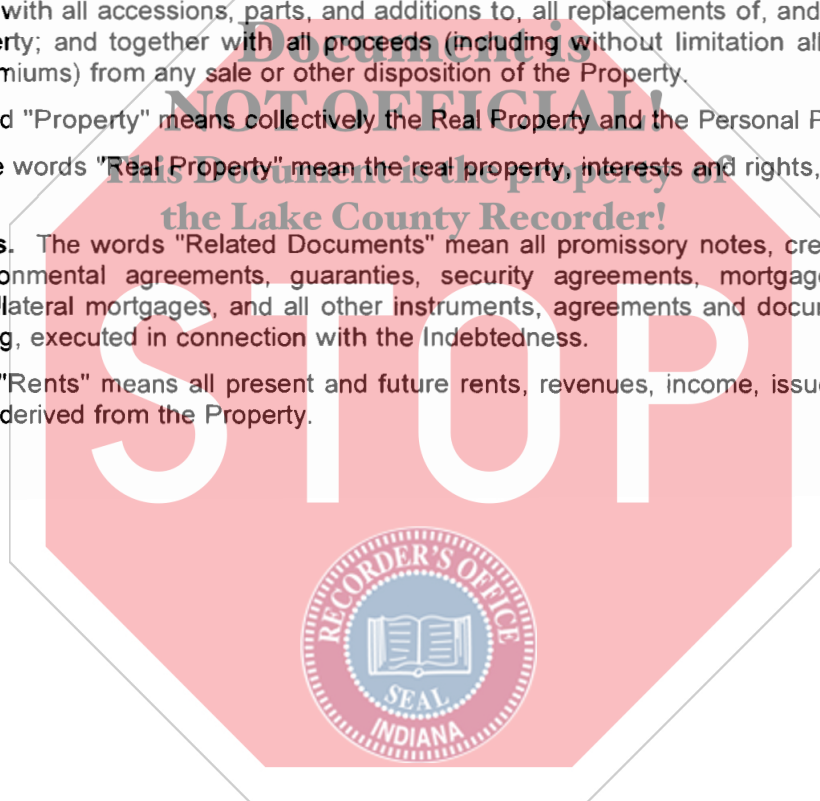 with all accessions, parts, and additions to, all replacements of, and
erty; and together with all proceeds (including without limitation all
miums) from any sale or other disposition of the Property.
Document is
d "Property" means collectively the Real Property and the Personal P
NOT OFFICIAL!
e words "Real Property" mean the real property, interests and rights,
This Document is the property of
the Lake County Recorder!
s. The words "Related Documents" mean all promissory notes, cre
onmental agreements, guaranties, security agreements, mortgage
llateral mortgages, and all other instruments, agreements and docu
g, executed in connection with the Indebtedness.
"Rents" means all present and future rents, revenues, income, issue
derived from the Property.
STOP
RECORDER'S OFFICE
SEAL
INDIANA